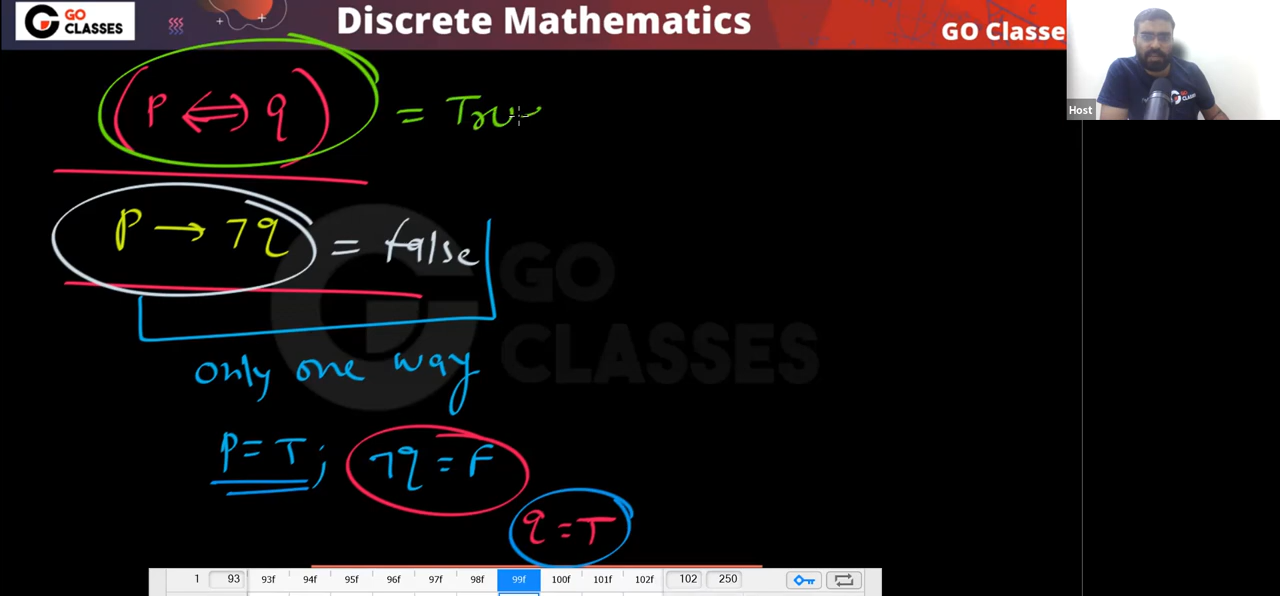 GO CLASSES
Discrete Mathematics
GO Classe
Host
(P ⟺ q) = True
P → ¬q = false
GO
CLASSES
only one way
P = T ; ¬q = F
q = T
1 93 93f 94f 95f 96f 97f 98f 99f 100f 101f 102f 102 250